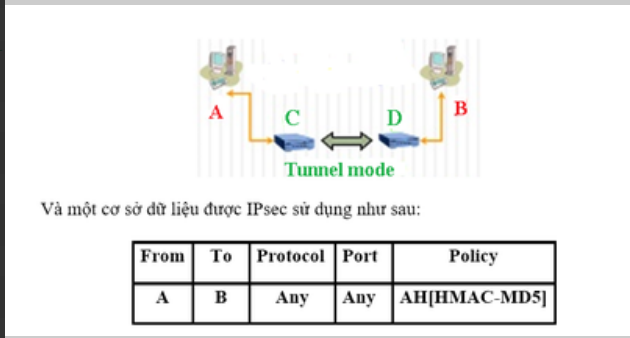 A
C
D
B
Tunnel mode
Và một cơ sở dữ liệu được IPsec sử dụng như sau:
From To Protocol Port Policy
A B Any Any AH[HMAC-MD5]